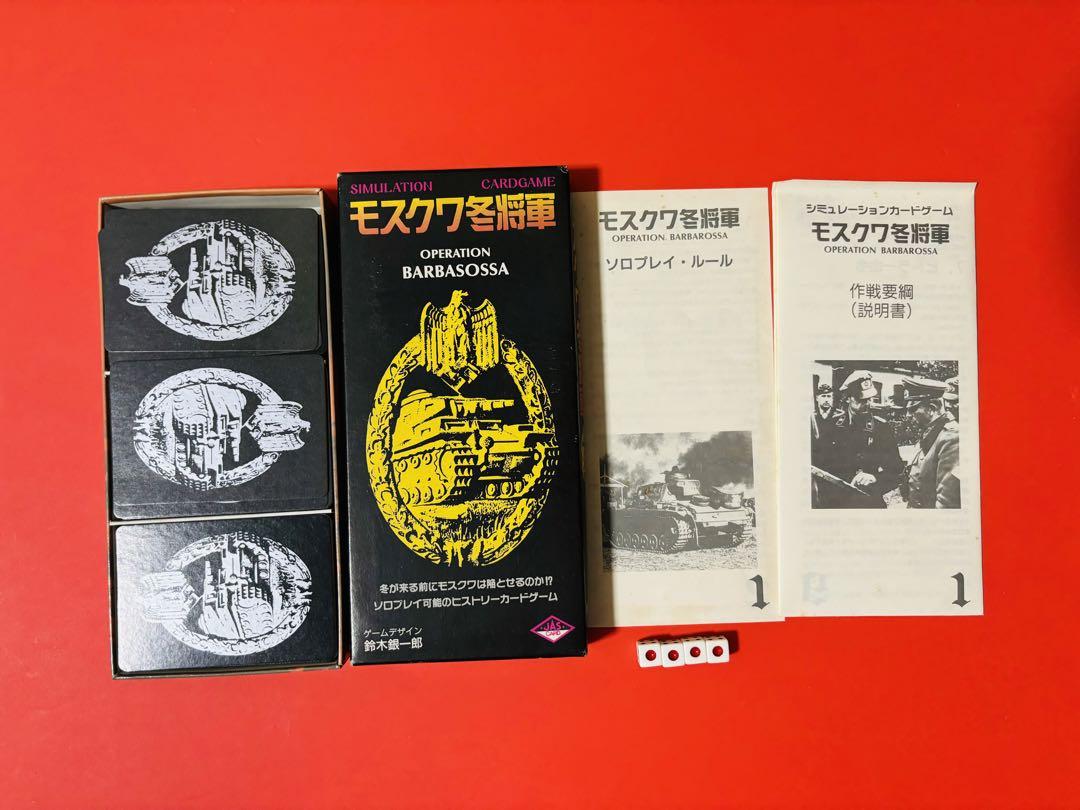 SIMULATION CARDGAME
モスクワ冬将軍
OPERATION
BARBASOSSA
冬が来る前にモスクワは陥とせるのか!?
ソロプレイ可能のヒストリーカードゲーム
ゲームデザイン
鈴木銀一郎
JAS
CARD
モスクワ冬将軍
OPERATION BARBAROSSA
ソロプレイ・ルール
1
シミュレーションカードゲーム
モスクワ冬将軍
OPERATION BARBAROSSA
作戦要綱
(説明書)
1